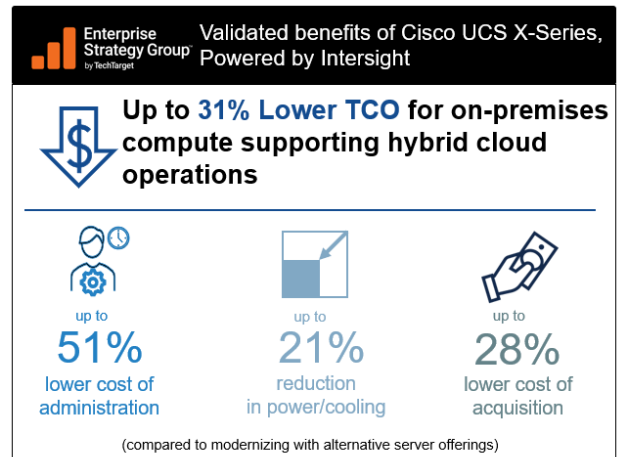 Enterprise
Strategy Group™
by TechTarget
Validated benefits of Cisco UCS X-Series,
Powered by Intersight
$
Up to 31% Lower TCO for on-premises
compute supporting hybrid cloud
operations
up to
51%
lower cost of
administration
up to
21%
reduction
in power/cooling
up to
28%
lower cost of
acquisition
(compared to modernizing with alternative server offerings)